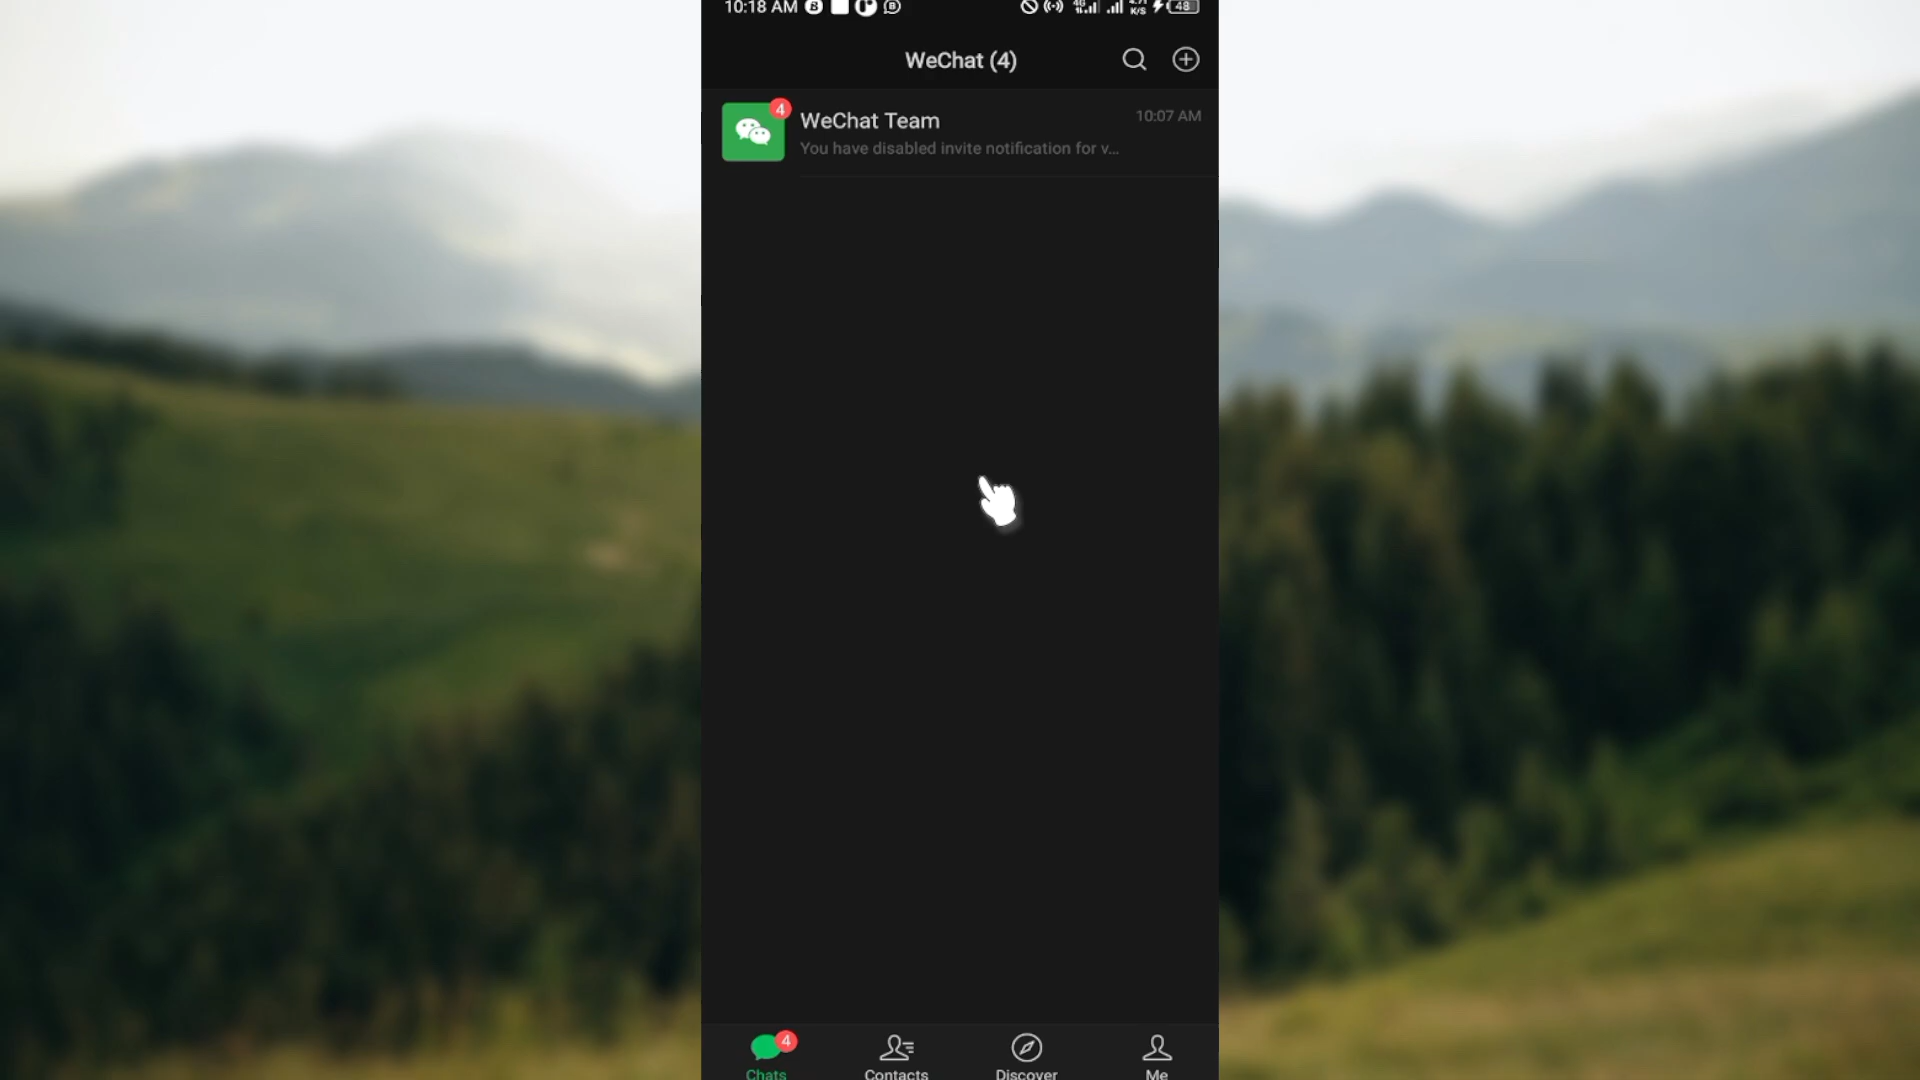 10:18 AM
48
WeChat (4)
4
WeChat Team
10:07 AM
You have disabled invite notification for v...
4
Chats
Contacts
Discover
Me